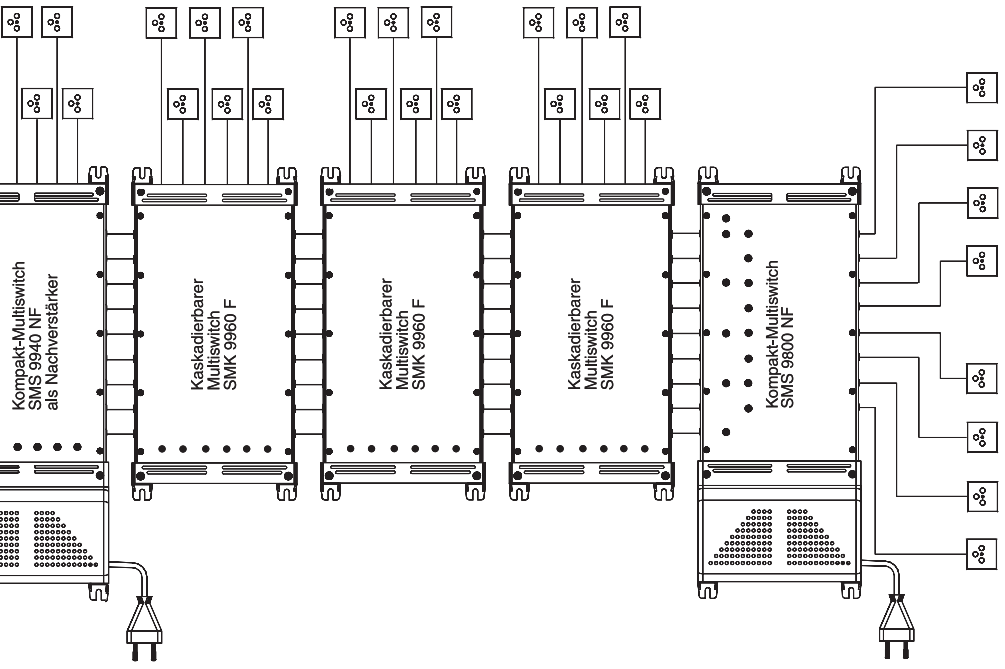 Kompakt-Multiswitch
SMS 9940 NF
als Nachverstärker
Kaskadierbarer
Multiswitch
SMK 9960 F
Kaskadierbarer
Multiswitch
SMK 9960 F
Kaskadierbarer
Multiswitch
SMK 9960 F
Kompakt-Multiswitch
SMS 9800 NF